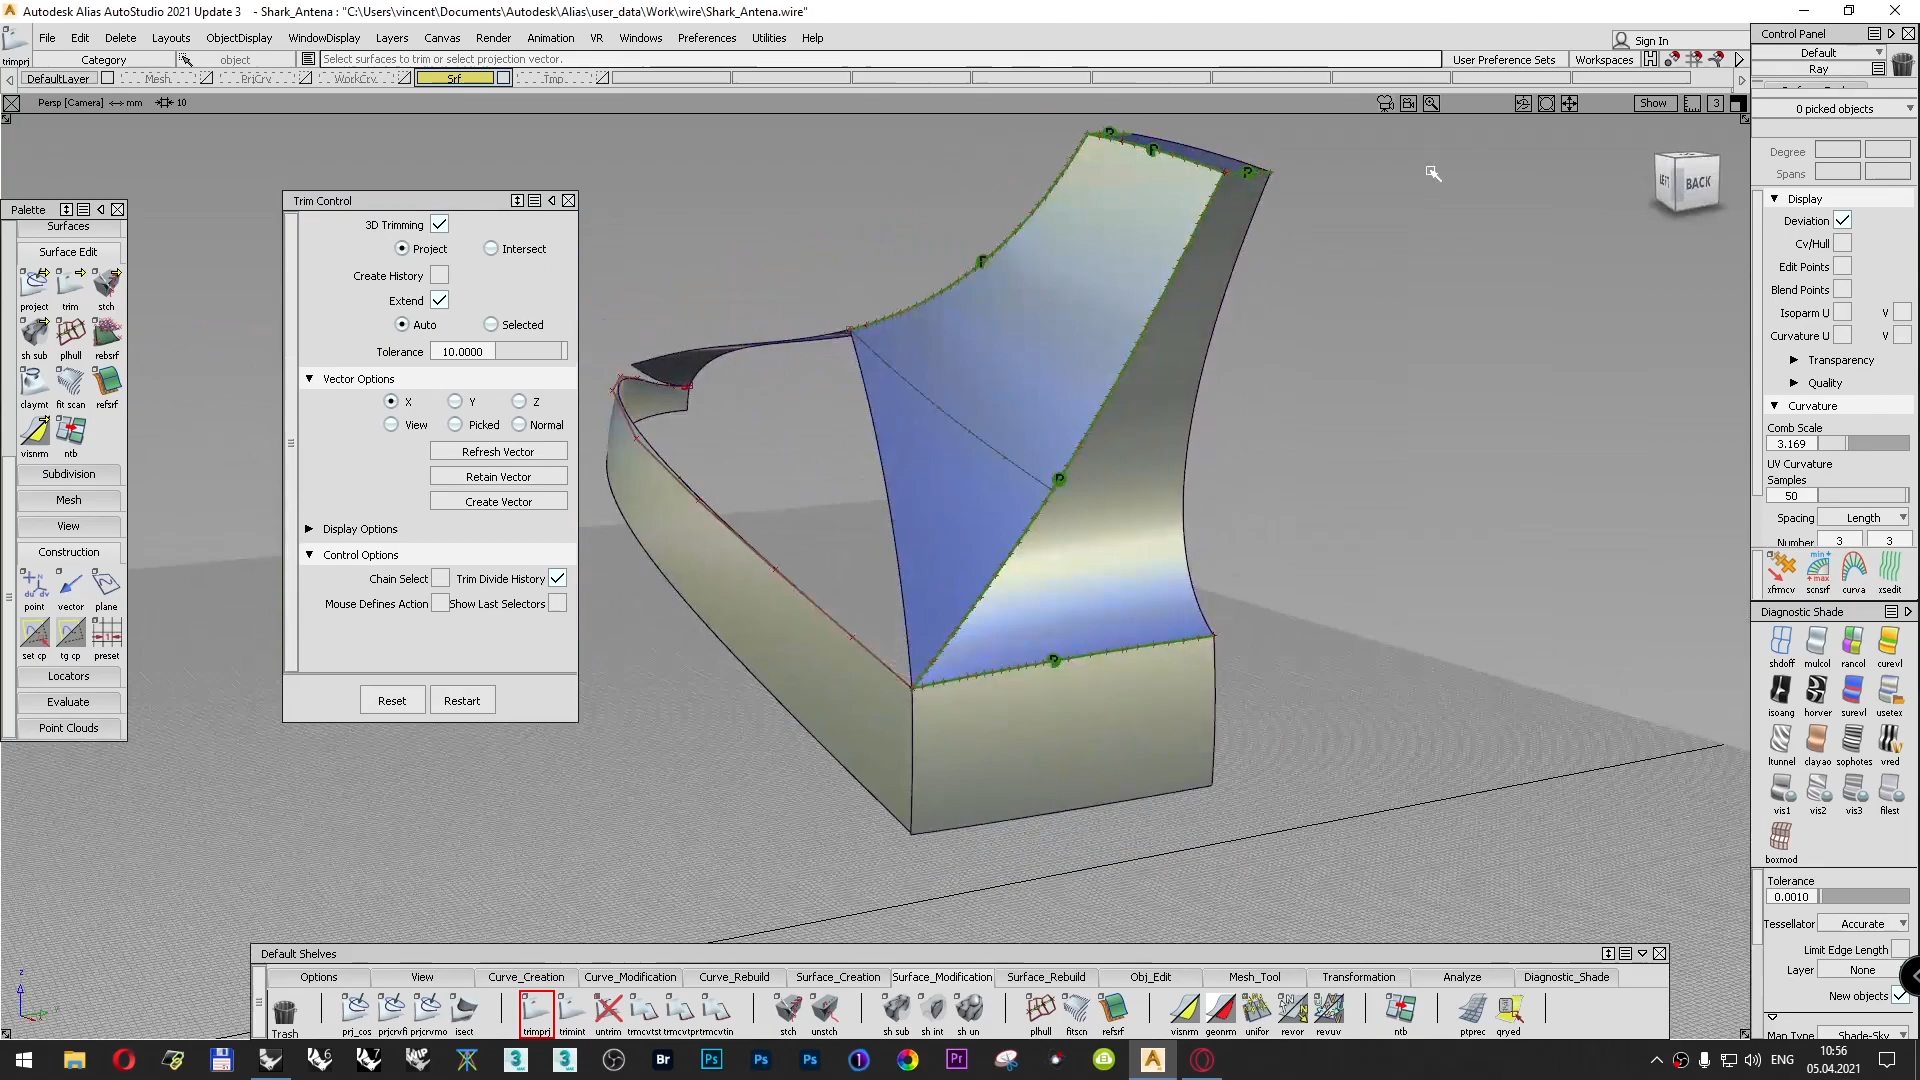 Autodesk Alias AutoStudio 2021 Update 3 - Shark_Antena : "C:\Users\vincent\Documents\Autodesk\Alias\user_data\Work\wire\Shark_Antena.wire"
File Edit Delete Layouts ObjectDisplay WindowDisplay Layers Canvas Render Animation VR Windows Preferences Utilities Help
Sign In
trimprj Category object Select surfaces to trim or select projection vector. User Preference Sets Workspaces
DefaultLayer Mesh PrjCrv WorkCrv Srf Tmp
Persp [Camera] <-> mm 10 Show 3
Palette
Surfaces
Surface Edit
project trim stch
sh sub plhull rebsrf
claymt fit scan refsrf
visnrm ntb
Subdivision
Mesh
View
Construction
point vector plane
set cp tg cp preset
Locators
Evaluate
Point Clouds
Trim Control
3D Trimming
Project Intersect
Create History
Extend
Auto Selected
Tolerance 10.0000
Vector Options
X Y Z
View Picked Normal
Refresh Vector
Retain Vector
Create Vector
Display Options
Control Options
Chain Select Trim Divide History
Mouse Defines Action Show Last Selectors
Reset Restart
P
P
P
P
P
P
LEFT BACK
Control Panel
Default
Ray
0 picked objects
Degree
Spans
Display
Deviation
Cv/Hull
Edit Points
Blend Points
Isoparm U V
Curvature U V
Transparency
Quality
Curvature
Comb Scale
3.169
UV Curvature
Samples
50
Spacing Length
Number 3 3
xfrmcv scnsrf curva xsedit
Diagnostic Shade
shdoff mulcol rancol curevl
isoang horver surevl usetex
ltunnel clayao sophotes vred
vis1 vis2 vis3 filest
boxmod
Tolerance
0.0010
Tessellator Accurate
Limit Edge Length
Layer None
New objects
Map Type Shade-Sky
Default Shelves
Options View Curve_Creation Curve_Modification Curve_Rebuild Surface_Creation Surface_Modification Surface_Rebuild Obj_Edit Mesh_Tool Transformation Analyze Diagnostic_Shade
Trash prj_cos prjcrvfi prjcrvmo isect trimprj trimint untrim trmcvtst trmcvtpr trmcvtin stch unstch sh sub sh int sh un plhull fitscn refsrf visnrm geonrm unifor revor revuv ntb ptprec qryed
z
ENG
10:56
05.04.2021